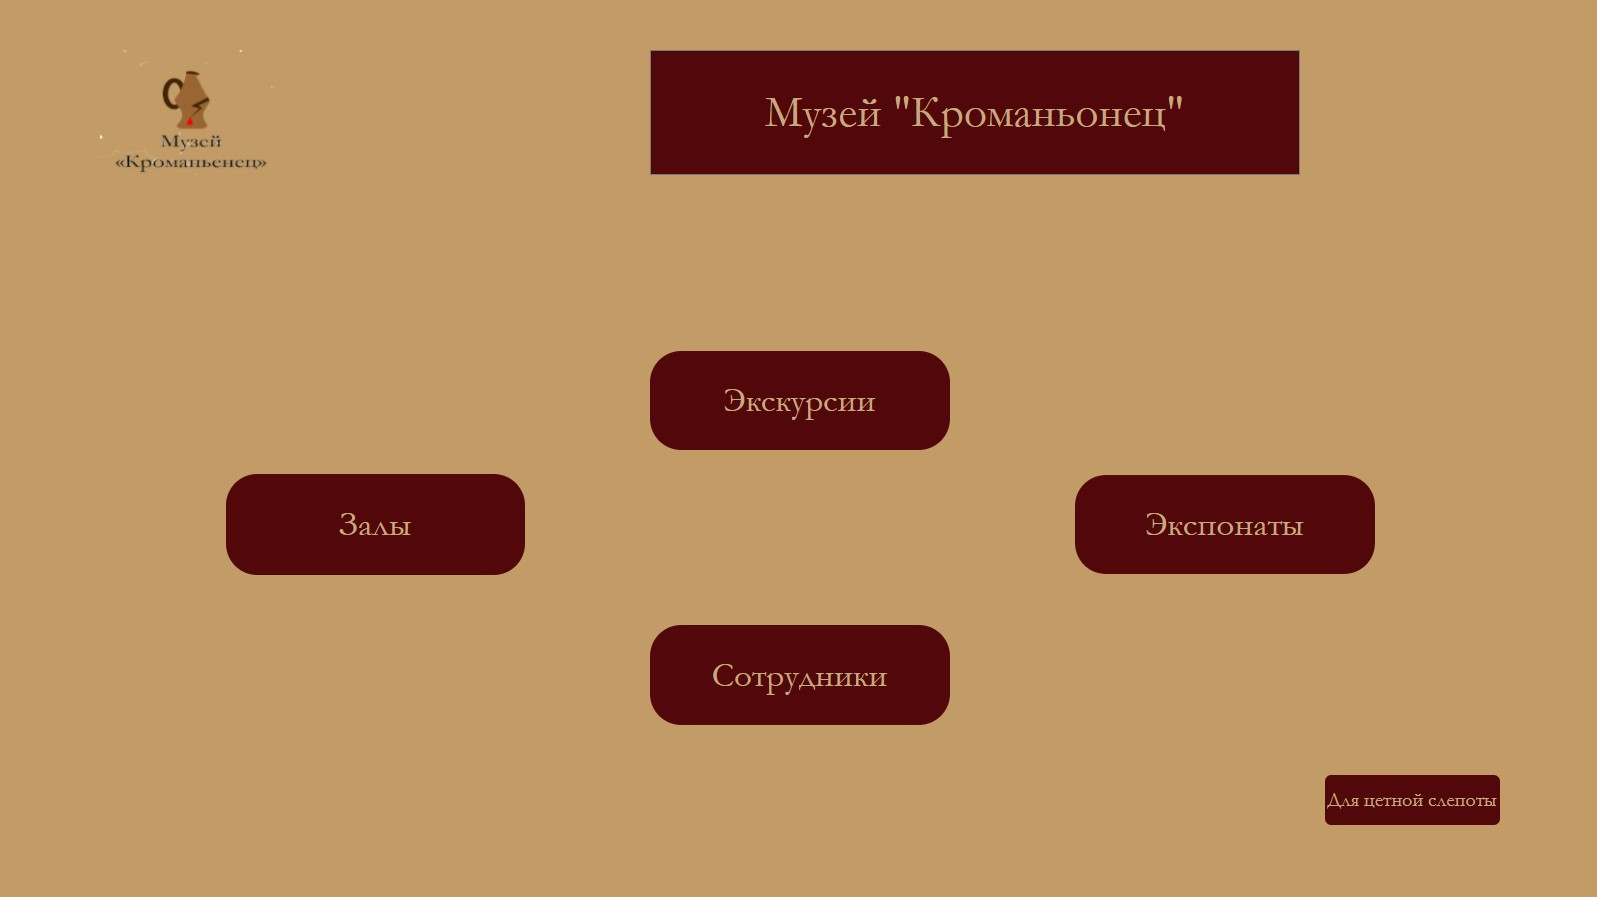 Музей "Кроманьонец"
Музей
«Кроманьенец»
Экскурсии
Залы
Экспонаты
Сотрудники
Для цетной слепоты